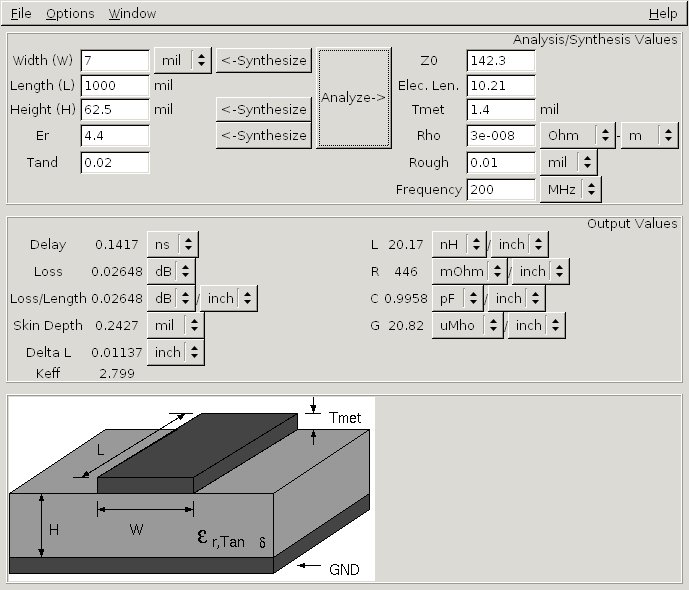 File Options Window Help
Analysis/Synthesis Values
Width (W) 7 mil <-Synthesize Z0 142.3
Length (L) 1000 mil Elec. Len. 10.21
Height (H) 62.5 mil <-Synthesize Analyze-> Tmet 1.4 mil
Er 4.4 <-Synthesize Rho 3e-008 Ohm - m
Tand 0.02 Rough 0.01 mil
Frequency 200 MHz
Output Values
Delay 0.1417 ns L 20.17 nH / inch
Loss 0.02648 dB R 446 mOhm / inch
Loss/Length 0.02648 dB / inch C 0.9958 pF / inch
Skin Depth 0.2427 mil G 20.82 uMho / inch
Delta L 0.01137 inch
Keff 2.799
Tmet
L
H W
ε r,Tan δ
GND